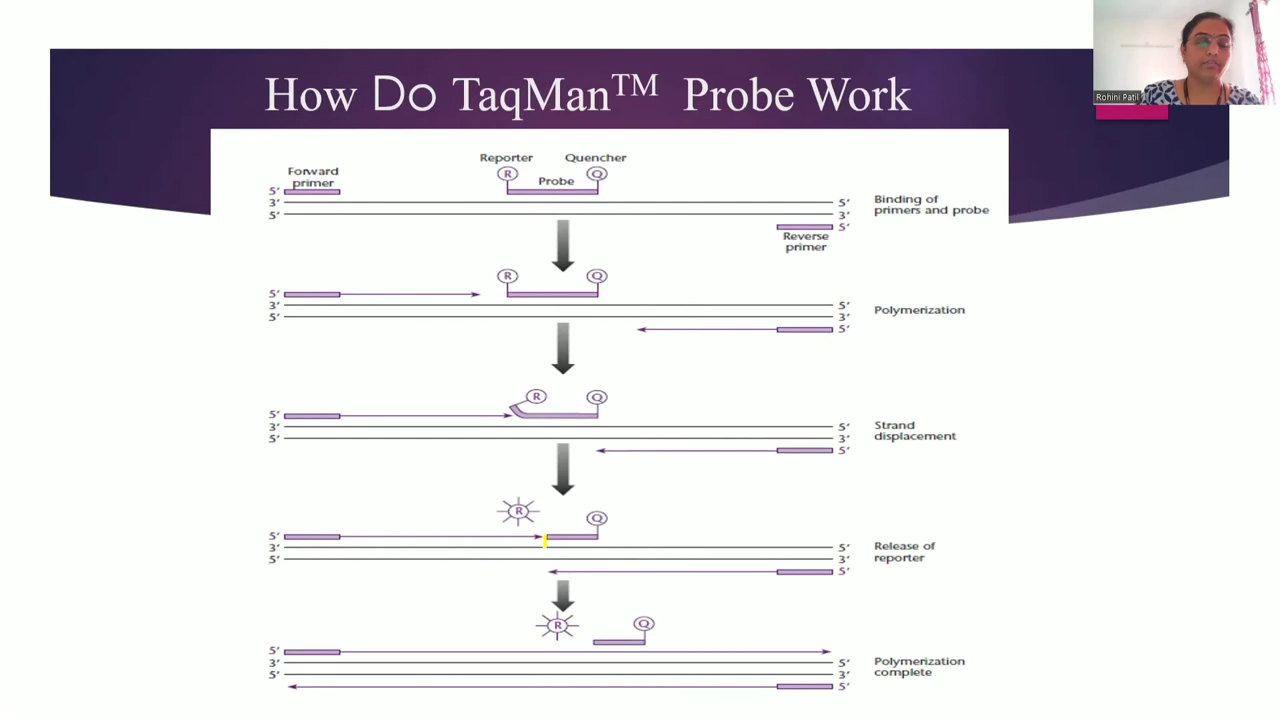 How Do TaqMan™ Probe Work
Rohini Patil
Reporter Quencher
Forward
primer
R Q
Probe
5’
3’ 5’
5’ 3’
5’
Binding of
primers and probe
Reverse
primer
R Q
5’
3’ 5’
5’ 3’
5’
Polymerization
R Q
5’
3’ 5’
5’ 3’
5’
Strand
displacement
R Q
5’
3’ 5’
5’ 3’
5’
Release of
reporter
R Q
5’
3’ 5’
5’ 3’
5’
Polymerization
complete